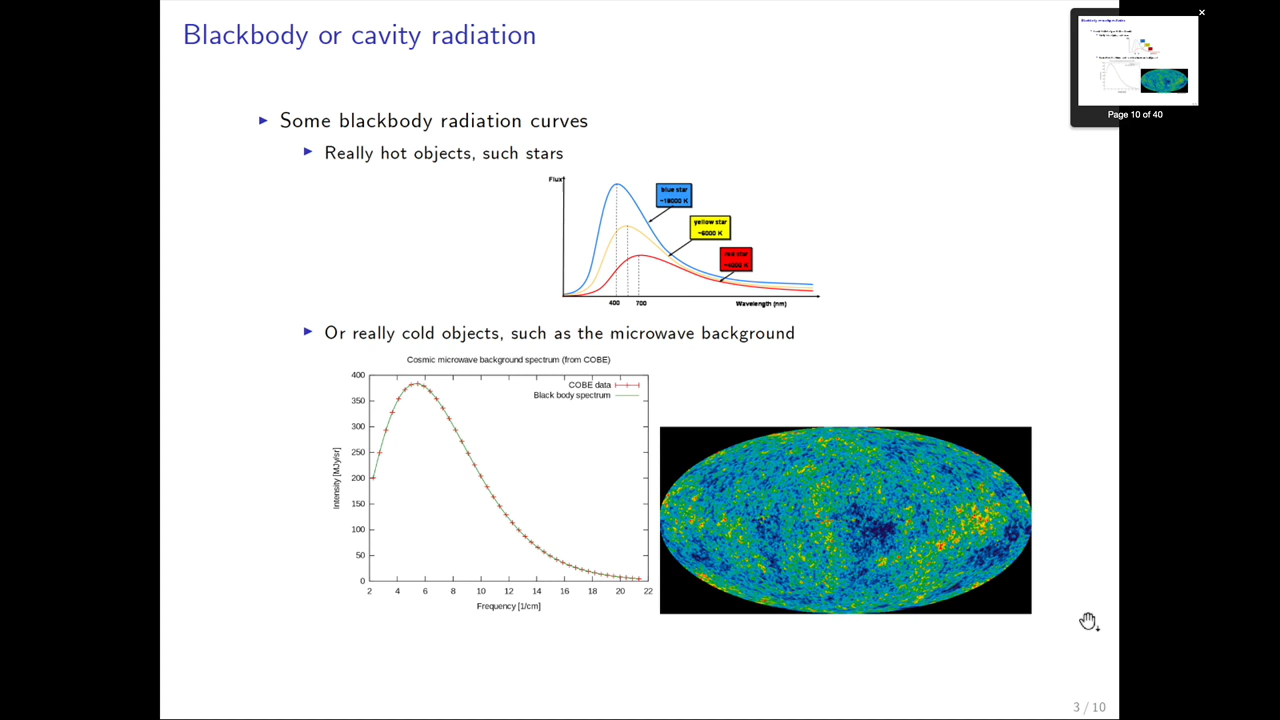 Blackbody or cavity radiation
Some blackbody radiation curves
Really hot objects, such stars
Flux
blue star
~18000 K
yellow star
~6000 K
red star
400
700
Wavelength (nm)
Or really cold objects, such as the microwave background
Cosmic microwave background spectrum (from COBE)
COBE data
Black body spectrum
Intensity [MJy/sr]
400
350
300
250
200
150
100
50
0
2 4 6 8 10 12 14 16 18 20 22
Frequency [1/cm]
3 / 10
×
Page 10 of 40